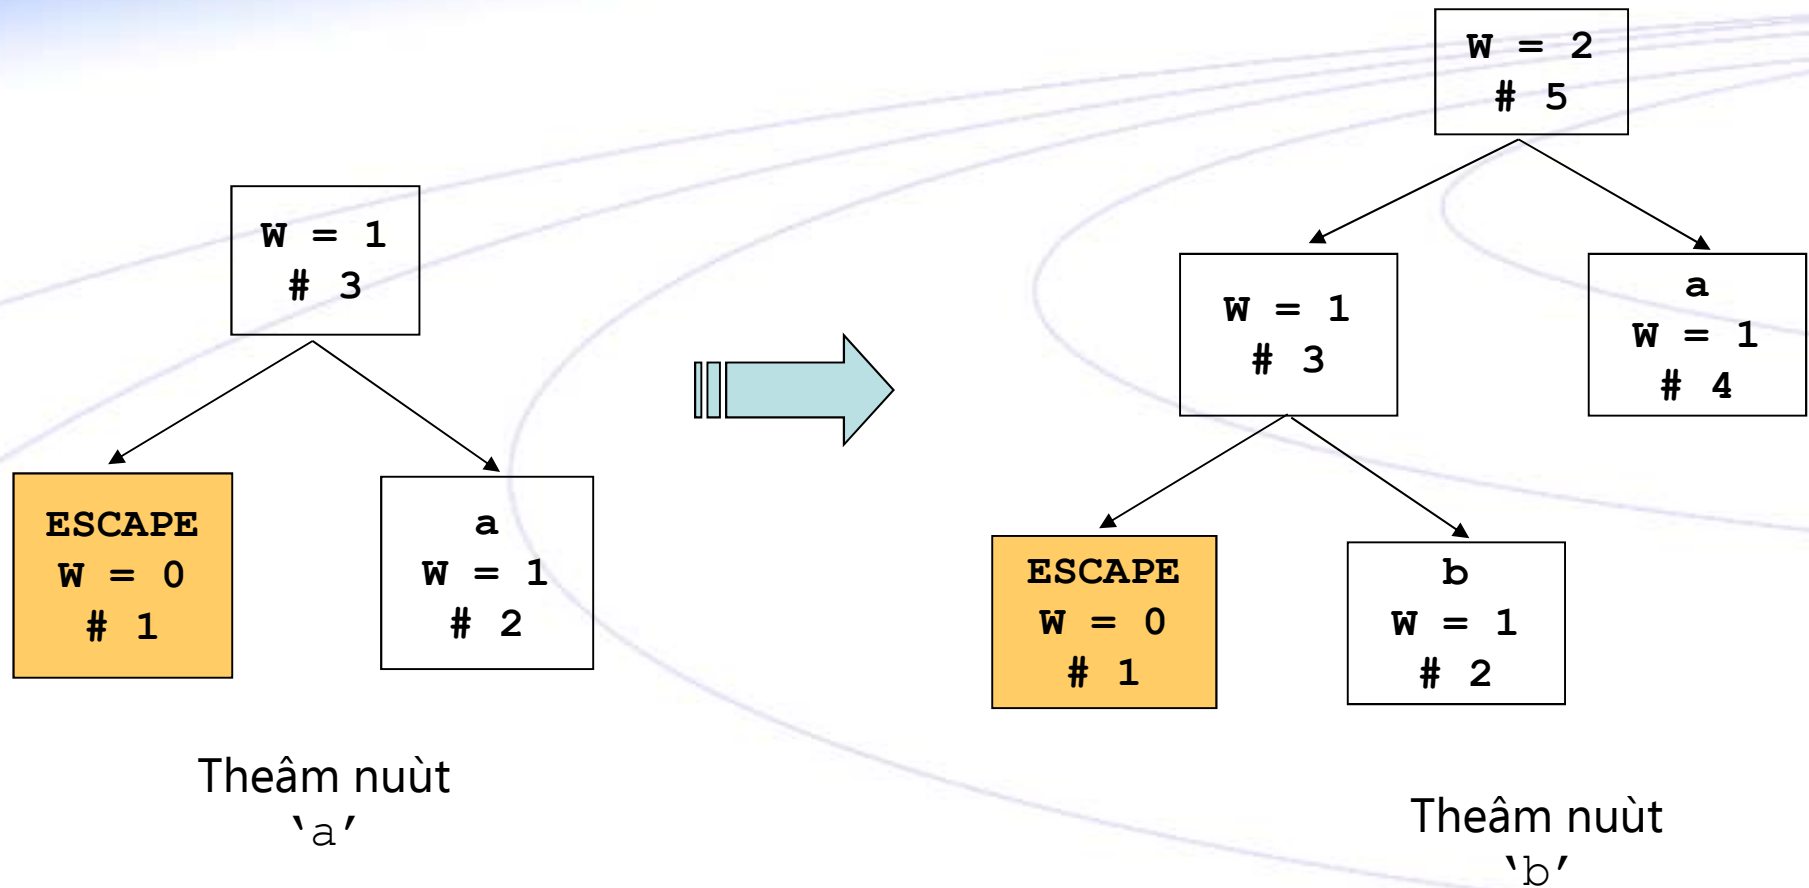 W = 1
# 3
ESCAPE
W = 0
# 1
a
W = 1
# 2
Theâm nuùt
‵a′
W = 2
# 5
W = 1
# 3
a
W = 1
# 4
ESCAPE
W = 0
# 1
b
W = 1
# 2
Theâm nuùt
‵b′